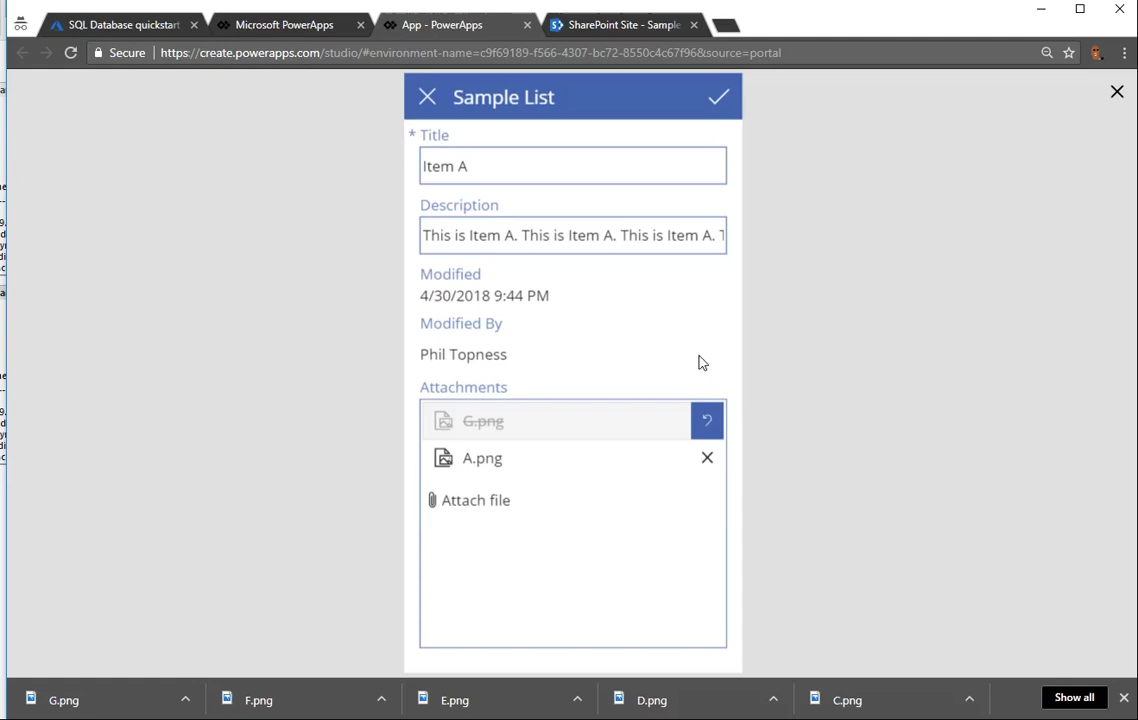 SQL Database quickstart
Microsoft PowerApps
App - PowerApps
SharePoint Site - Sample
Secure
https://create.powerapps.com/studio/#environment-name=c9f69189-f566-4307-bc72-8550c4c67f96&source=portal
Sample List
* Title
Item A
Description
This is Item A. This is Item A. This is Item A. T
Modified
4/30/2018 9:44 PM
Modified By
Phil Topness
Attachments
G.png
A.png
Attach file
G.png
F.png
E.png
D.png
C.png
Show all